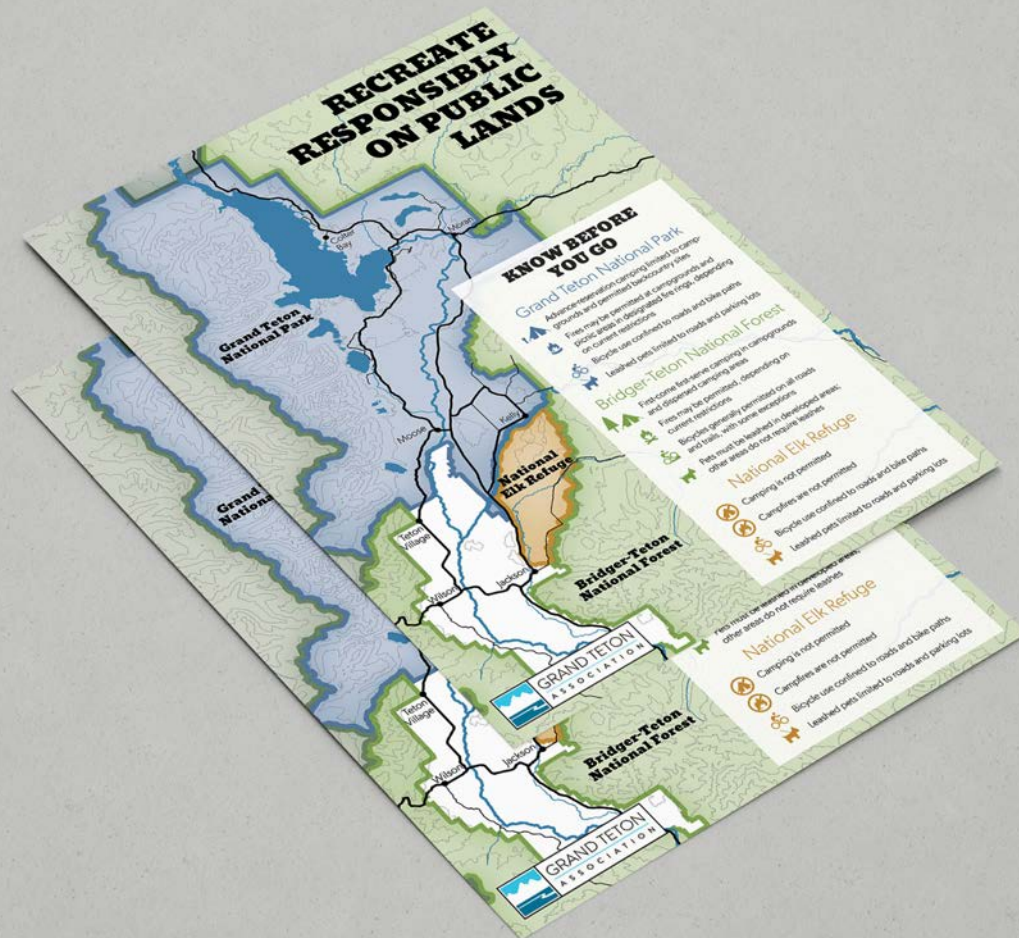 RECREATE
RESPONSIBLY
ON PUBLIC
LANDS
Colter
Bay
Moran
Grand Teton
National Park
Moose
Kelly
National
Elk Refuge
Teton
Village
Wilson
Jackson
Bridger-Teton
National Forest
GRAND TETON
ASSOCIATION
KNOW BEFORE
YOU GO
Grand Teton National Park
Advance-reservation camping limited to camp-
grounds and permitted backcountry sites
Fires may be permitted at campgrounds and
picnic areas in designated fire rings, depending
on current restrictions
Bicycle use confined to roads and bike paths
Leashed pets limited to roads and parking lots
Bridger-Teton National Forest
First-come first-serve camping in campgrounds
and dispersed camping areas
Fires may be permitted, depending on
current restrictions
Bicycles generally permitted on all roads
and trails, with some exceptions
Pets must be leashed in developed areas;
other areas do not require leashes
National Elk Refuge
Camping is not permitted
Campfires are not permitted
Bicycle use confined to roads and bike paths
Leashed pets limited to roads and parking lots
Grand
National
Teton
Village
Wilson
Jackson
Bridger-Teton
National Forest
GRAND TETON
ASSOCIATION
Pets must be leashed in developed areas;
other areas do not require leashes
National Elk Refuge
Camping is not permitted
Campfires are not permitted
Bicycle use confined to roads and bike paths
Leashed pets limited to roads and parking lots